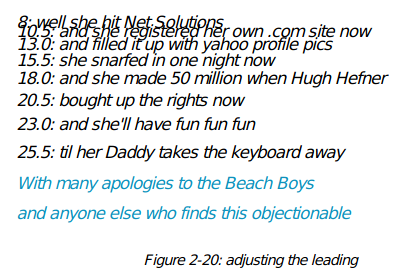 8: well she hit Net Solutions
10.5: and she registered her own .com site now
13.0: and filled it up with yahoo profile pics
15.5: she snarfed in one night now
18.0: and she made 50 million when Hugh Hefner
20.5: bought up the rights now
23.0: and she'll have fun fun fun
25.5: til her Daddy takes the keyboard away
With many apologies to the Beach Boys
and anyone else who finds this objectionable
Figure 2-20: adjusting the leading